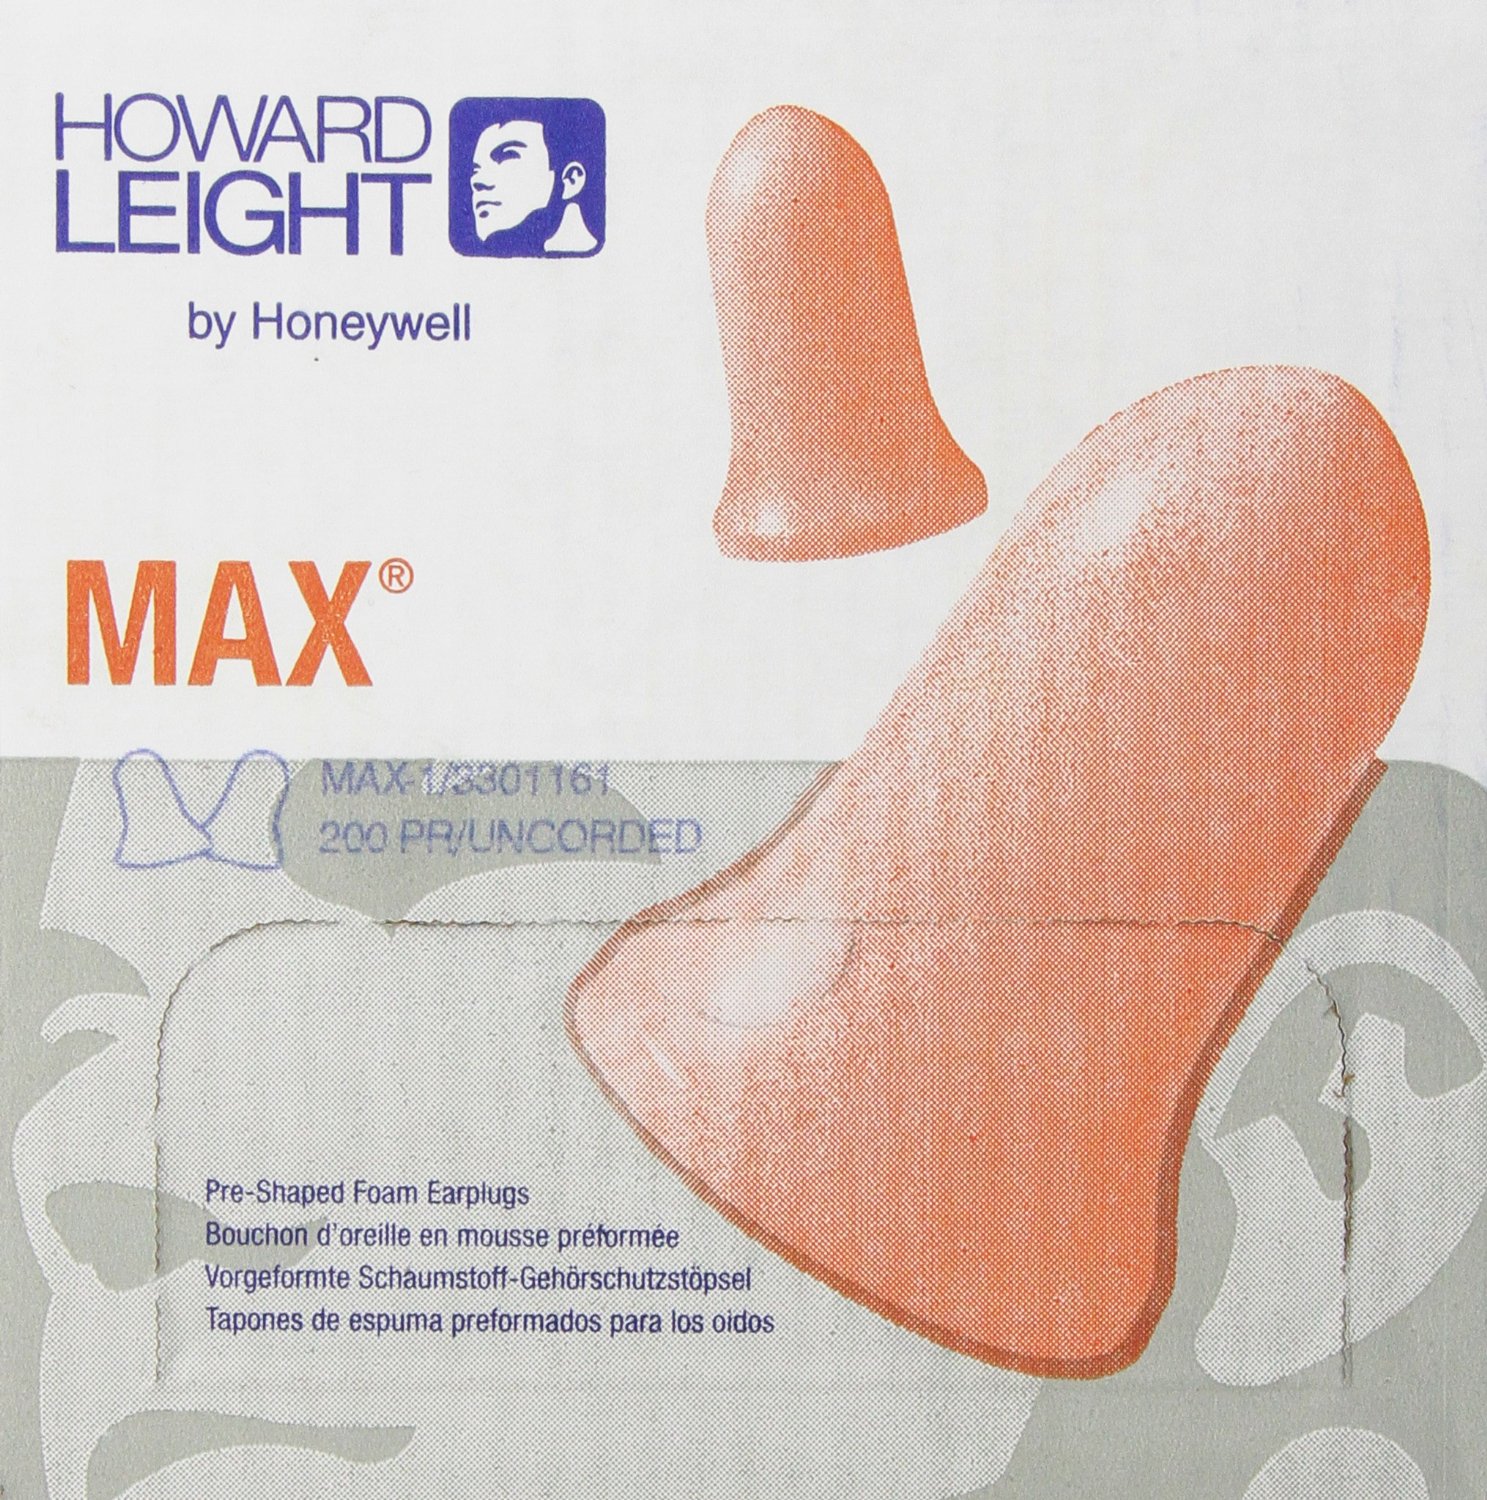 HOWARD
LEIGHT
by Honeywell
MAX®
MAX-1/3301161
200 PR/UNCORDED
Pre-Shaped Foam Earplugs
Bouchon d'oreille en mousse préformée
Vorgeformte Schaumstoff-Gehörschutzstöpsel
Tapones de espuma preformados para los oidos